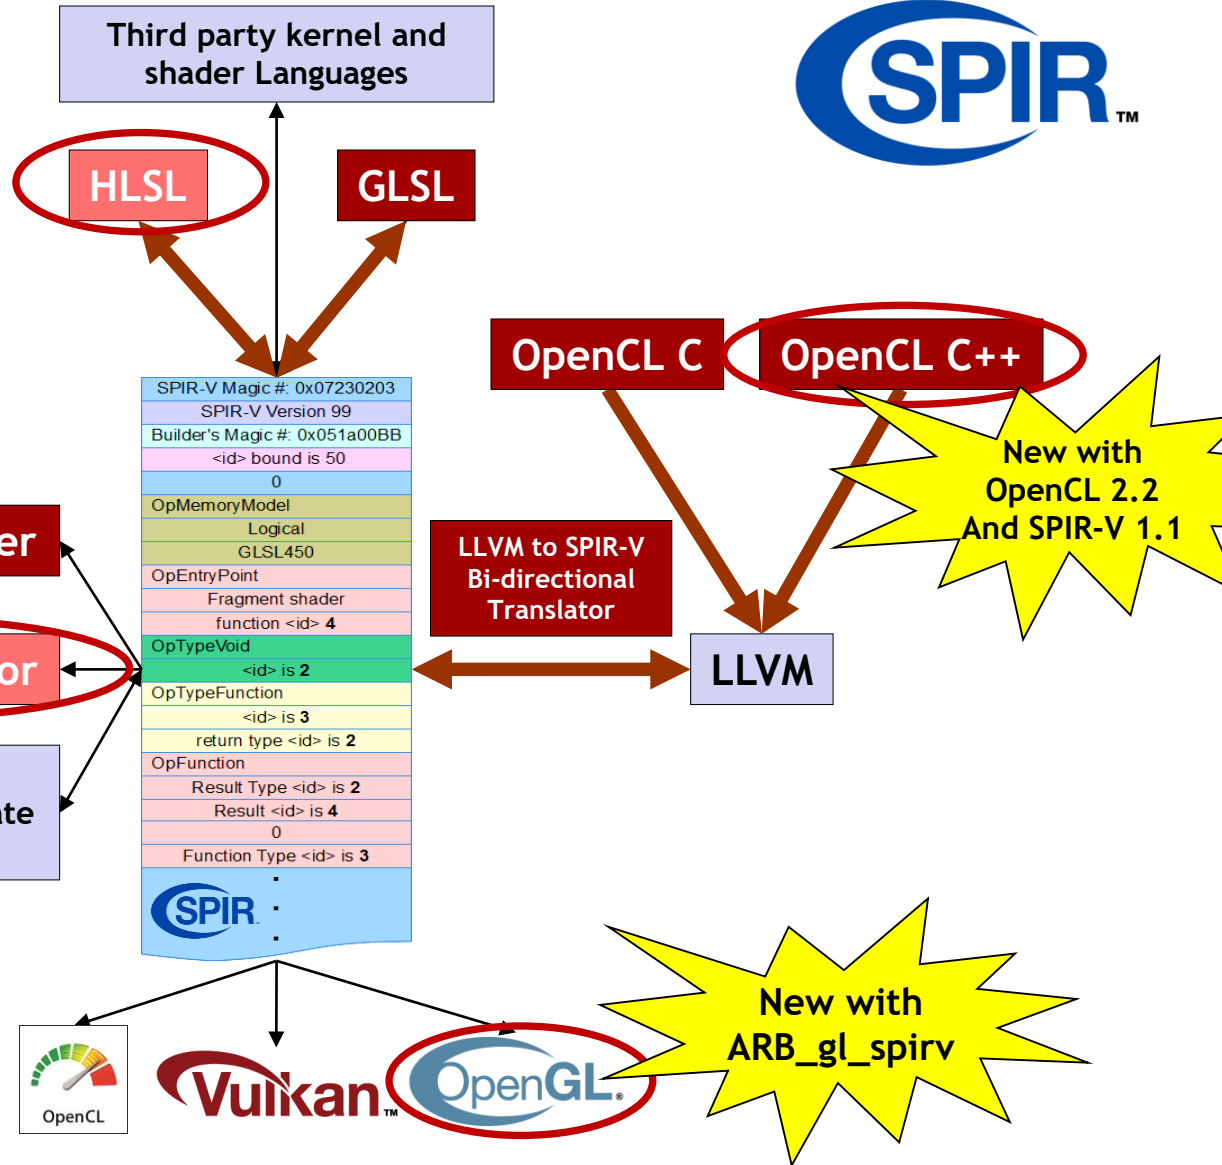 Third party kernel and
shader Languages
SPIR™
HLSL
GLSL
OpenCL C
OpenCL C++
New with
OpenCL 2.2
And SPIR-V 1.1
SPIR-V Magic #: 0x07230203
SPIR-V Version 99
Builder's Magic #: 0x051a00BB
<id> bound is 50
0
OpMemoryModel
Logical
GLSL450
OpEntryPoint
Fragment shader
function <id> 4
OpTypeVoid
<id> is 2
OpTypeFunction
<id> is 3
return type <id> is 2
OpFunction
Result Type <id> is 2
Result <id> is 4
0
Function Type <id> is 3
SPIR
er
or
ate
LLVM to SPIR-V
Bi-directional
Translator
LLVM
OpenCL
Vulkan™
OpenGL®
New with
ARB_gl_spirv